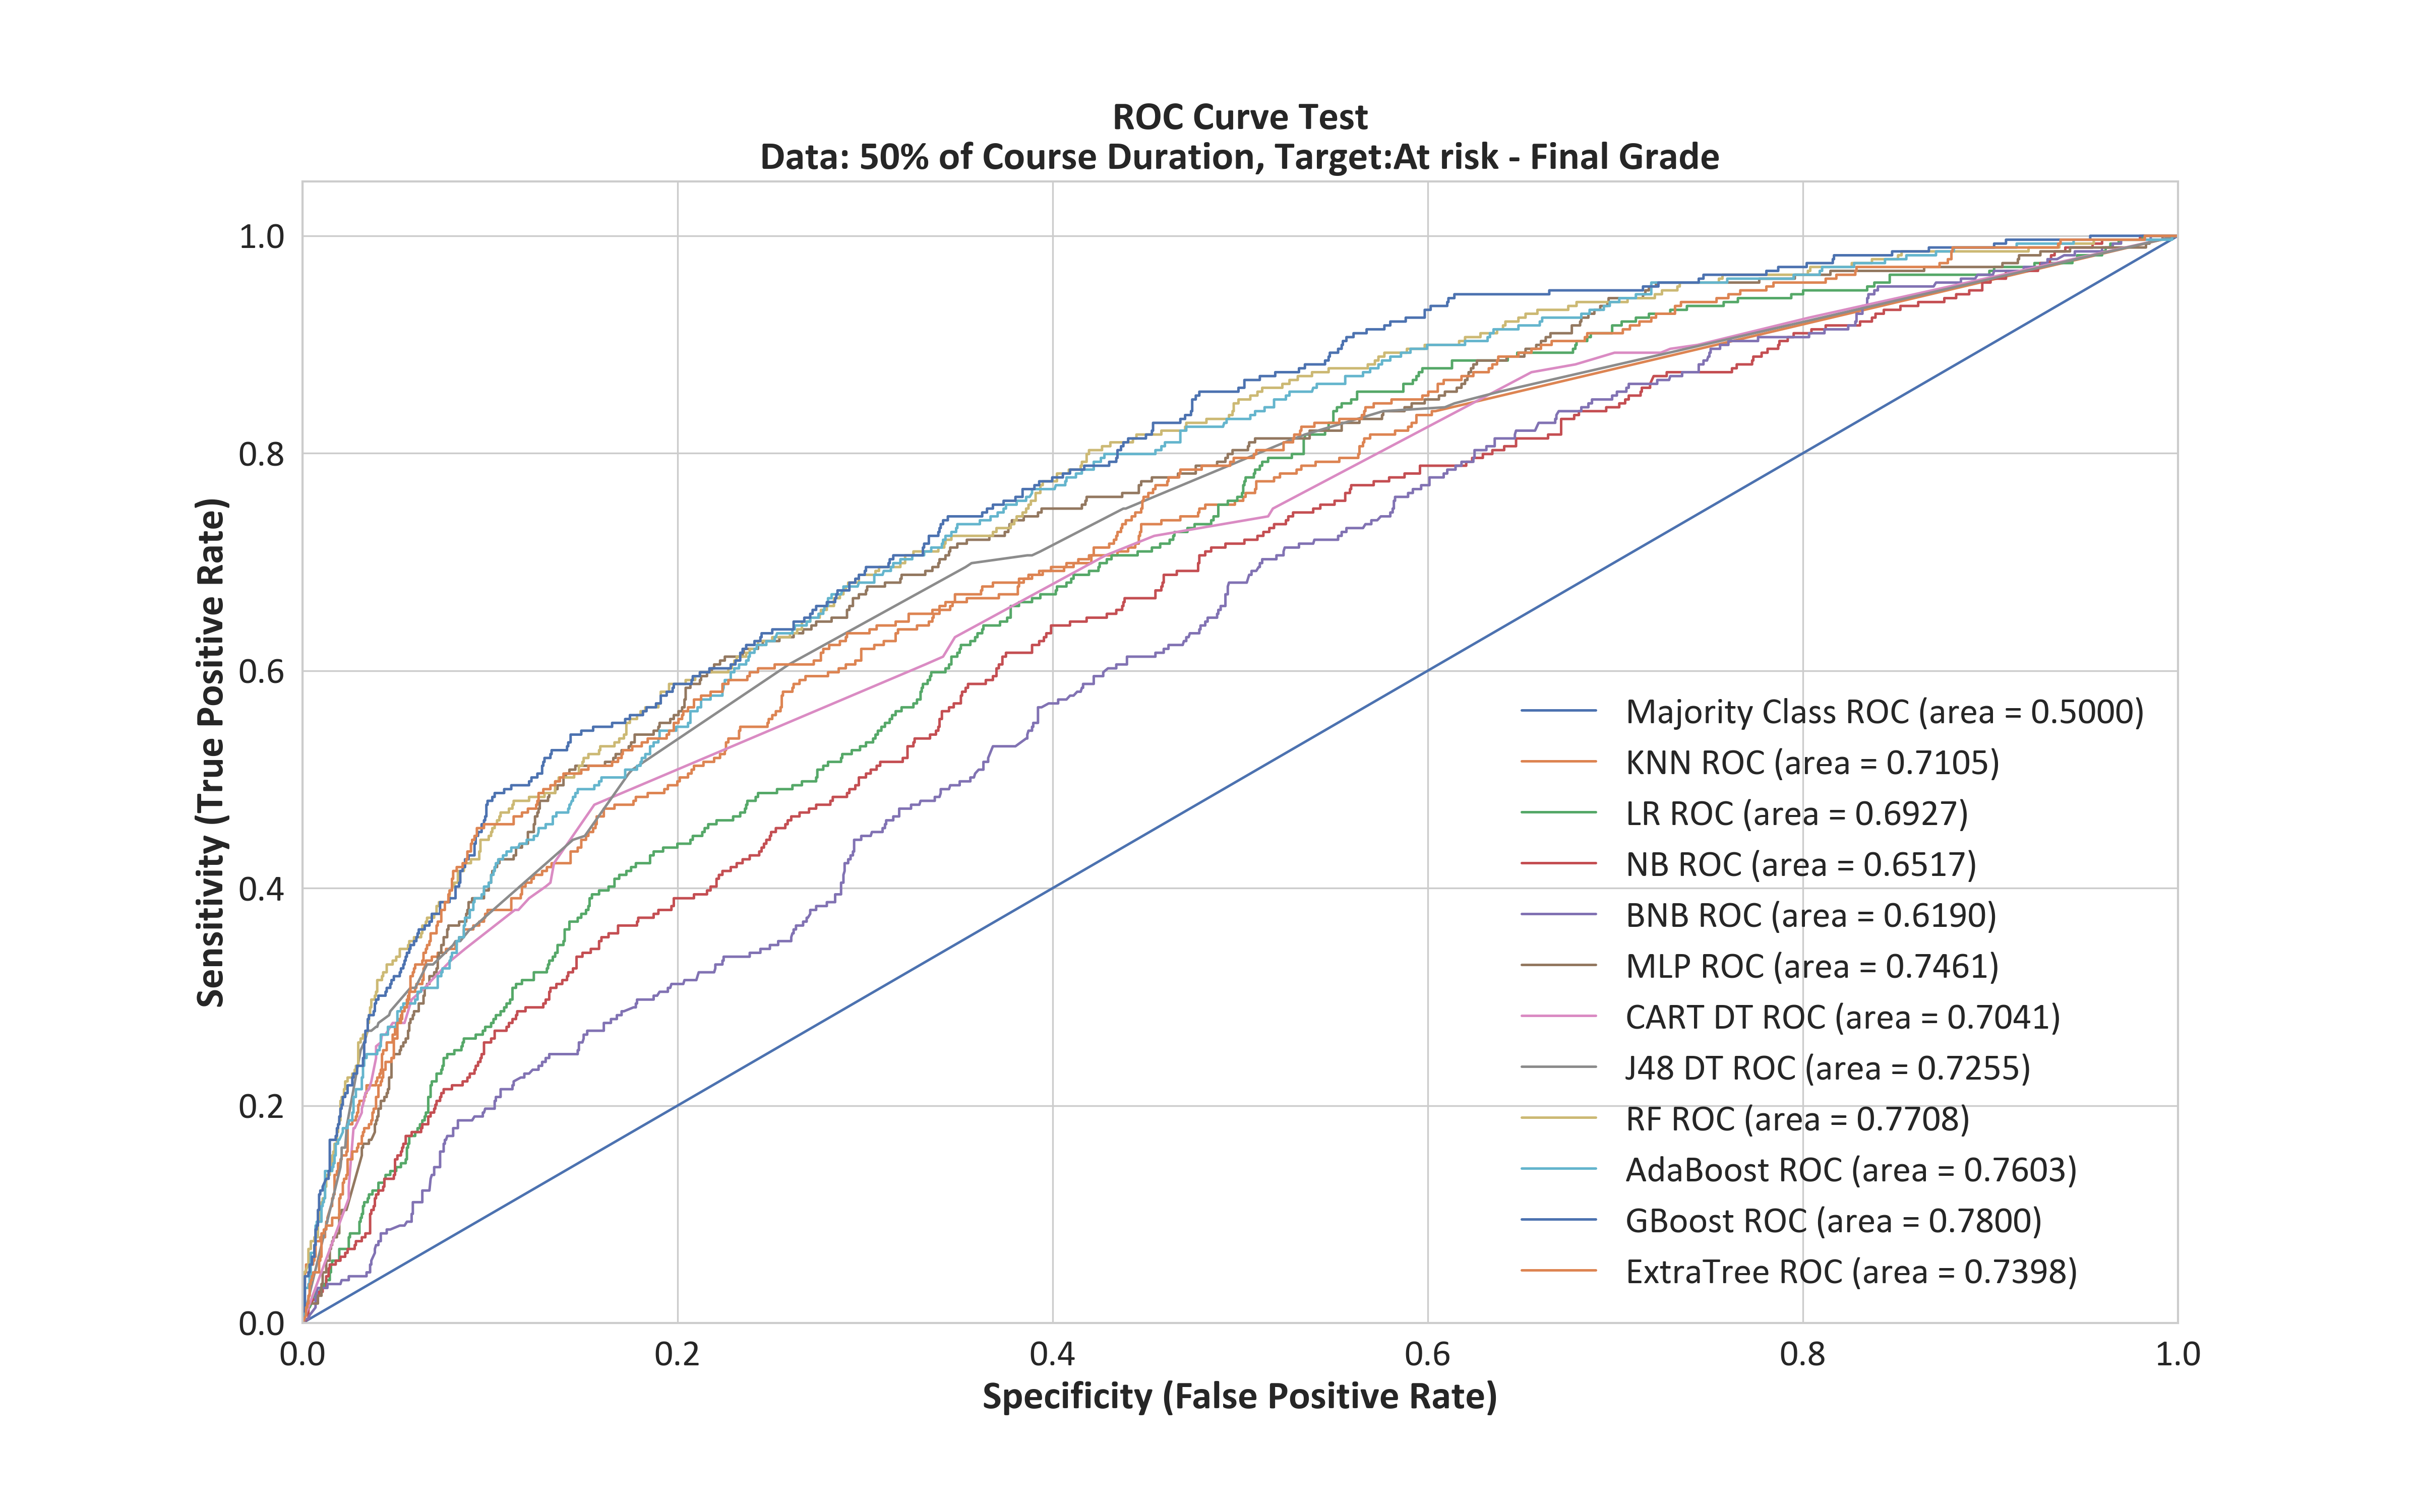 ROC Curve Test
Data: 50% of Course Duration, Target:At risk - Final Grade
Sensitivity (True Positive Rate)
1.0
0.8
0.6
0.4
0.2
0.0
Majority Class ROC (area = 0.5000)
KNN ROC (area = 0.7105)
LR ROC (area = 0.6927)
NB ROC (area = 0.6517)
BNB ROC (area = 0.6190)
MLP ROC (area = 0.7461)
CART DT ROC (area = 0.7041)
J48 DT ROC (area = 0.7255)
RF ROC (area = 0.7708)
AdaBoost ROC (area = 0.7603)
GBoost ROC (area = 0.7800)
ExtraTree ROC (area = 0.7398)
0.0 0.2 0.4 0.6 0.8 1.0
Specificity (False Positive Rate)